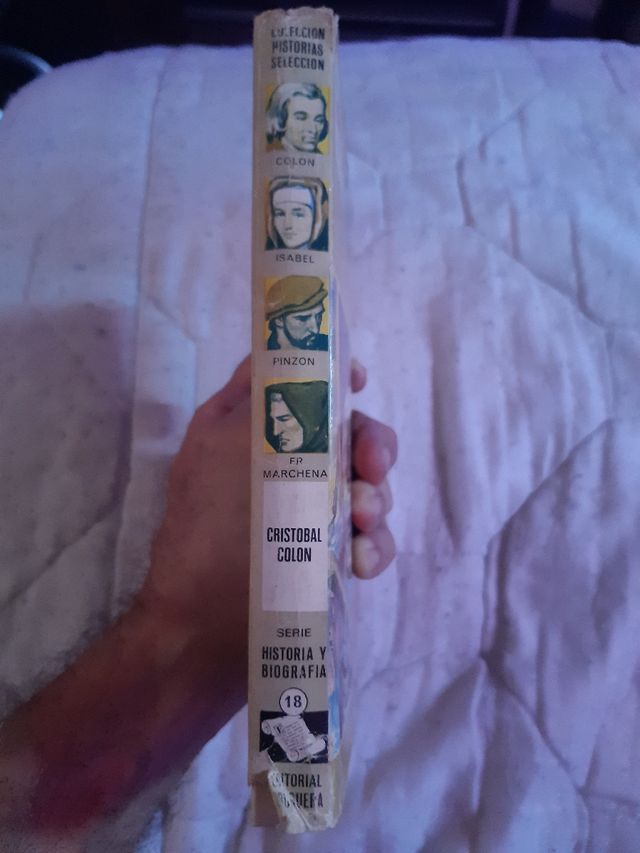 COLECCION
HISTORIAS
SELECCION
COLON
ISABEL
PINZON
FR
MARCHENA
CRISTOBAL
COLON
SERIE
HISTORIA Y
BIOGRAFIA
18